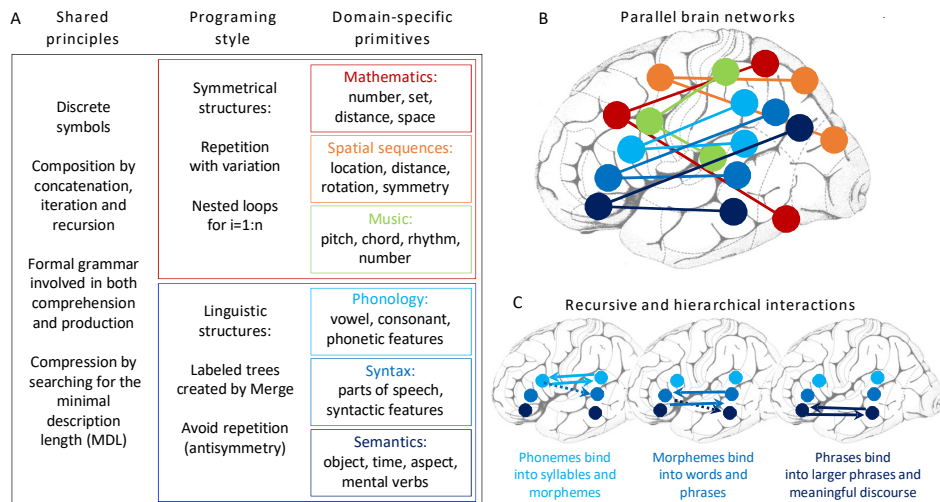 A
Shared
principles
Programing
style
Domain-specific
primitives
Discrete
symbols
Composition by
concatenation,
iteration and
recursion
Formal grammar
involved in both
comprehension
and production
Compression by
searching for the
minimal
description
length (MDL)
Symmetrical
structures:
Repetition
with variation
Nested loops
for i=1:n
Mathematics:
number, set,
distance, space
Spatial sequences:
location, distance,
rotation, symmetry
Music:
pitch, chord, rhythm,
number
Linguistic
structures:
Labeled trees
created by Merge
Avoid repetition
(antisymmetry)
Phonology:
vowel, consonant,
phonetic features
Syntax:
parts of speech,
syntactic features
Semantics:
object, time, aspect,
mental verbs
B
Parallel brain networks
C
Recursive and hierarchical interactions
Phonemes bind
into syllables and
morphemes
Morphemes bind
into words and
phrases
Phrases bind
into larger phrases and
meaningful discourse